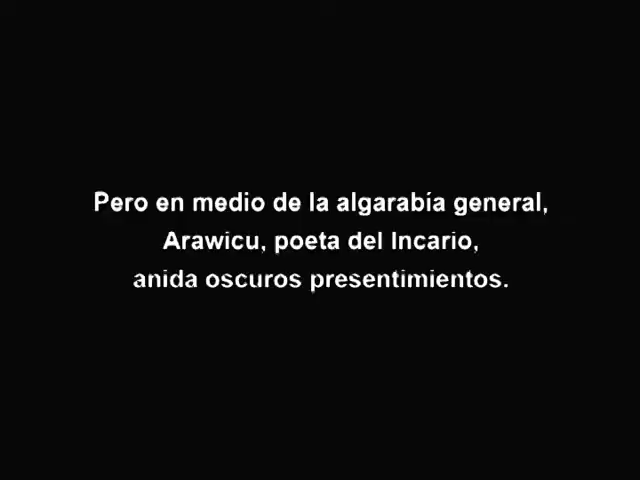 Pero en medio de la algarabía general,
Arawicu, poeta del Incario,
anida oscuros presentimientos.